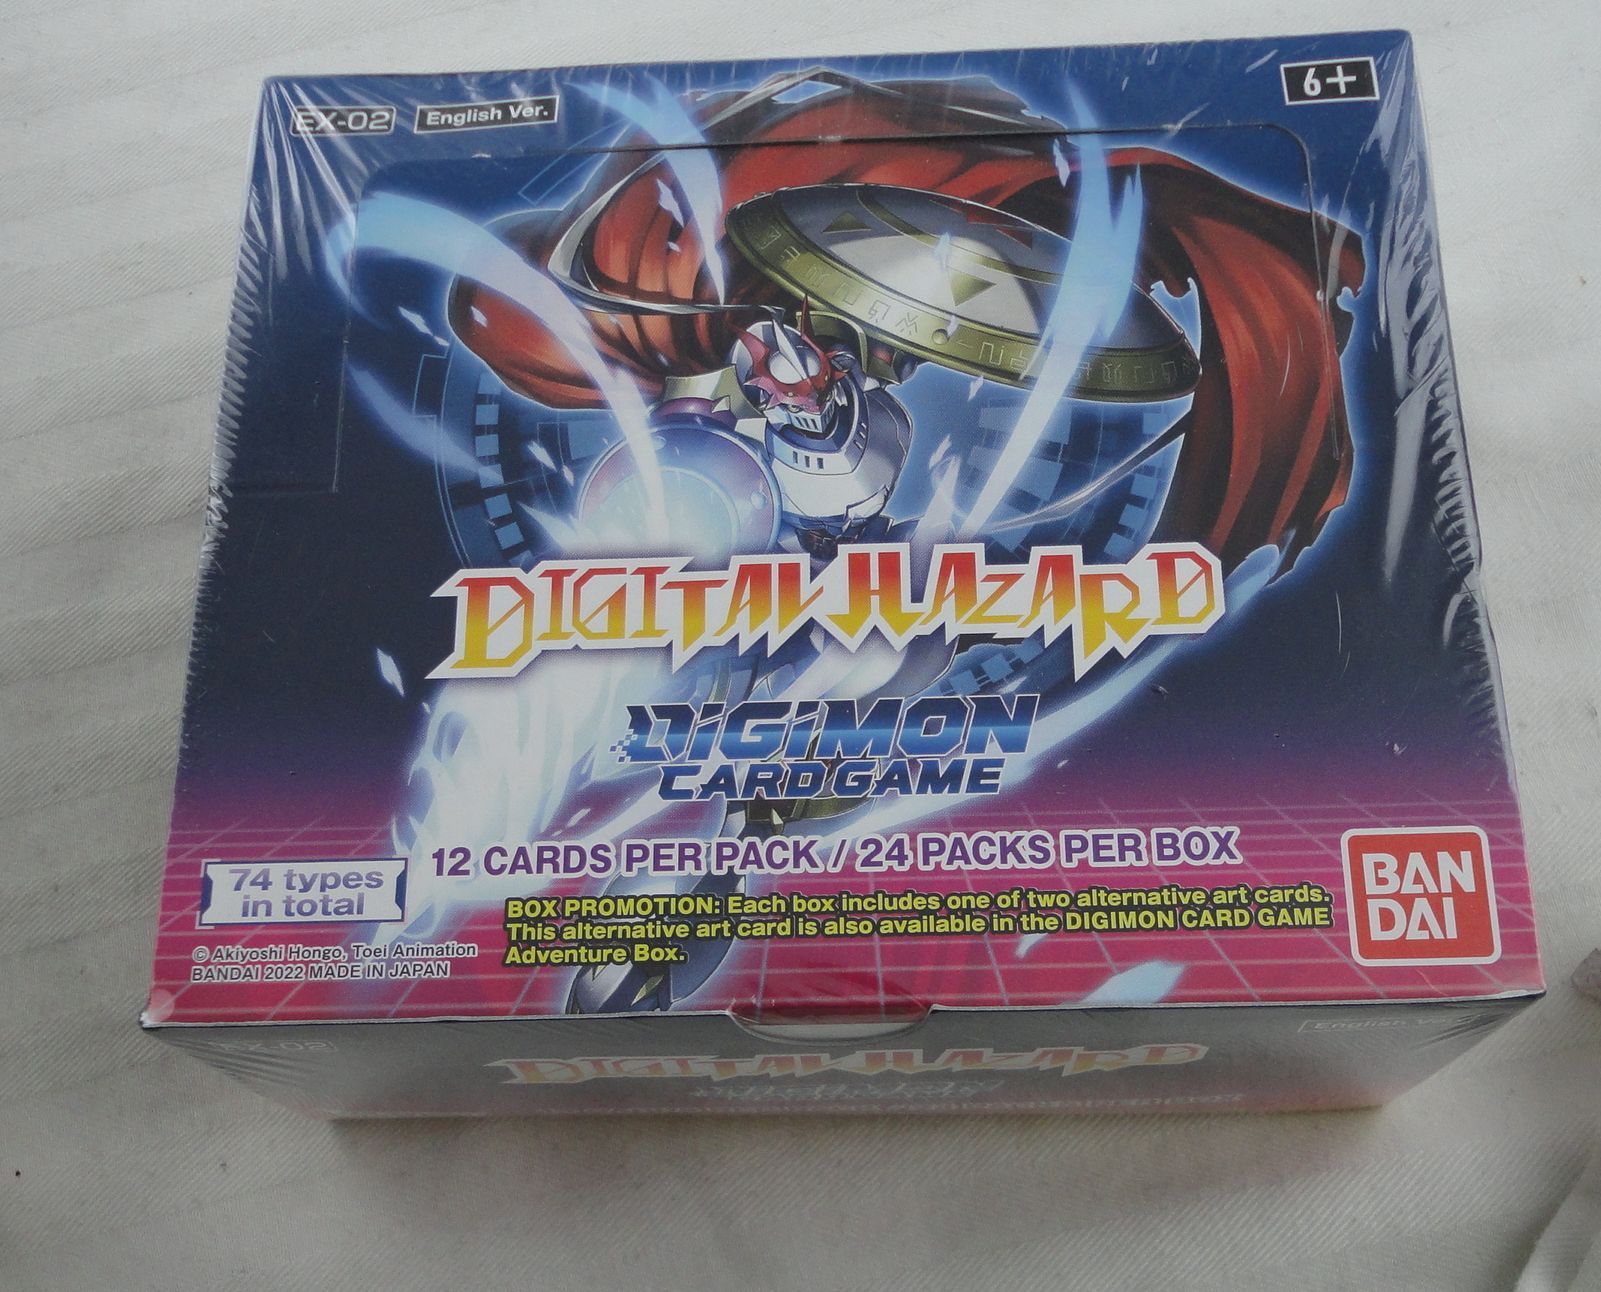 EX-02
English Ver.
6+
DIGITAL HAZARD
DIGIMON
CARD GAME
12 CARDS PER PACK / 24 PACKS PER BOX
74 types
in total
BOX PROMOTION: Each box includes one of two alternative art cards.
This alternative art card is also available in the DIGIMON CARD GAME
Adventure Box.
BAN
DAI
© Akiyoshi Hongo, Toei Animation
BANDAI 2022 MADE IN JAPAN
EX-02
English V
DIGITAL HAZARD